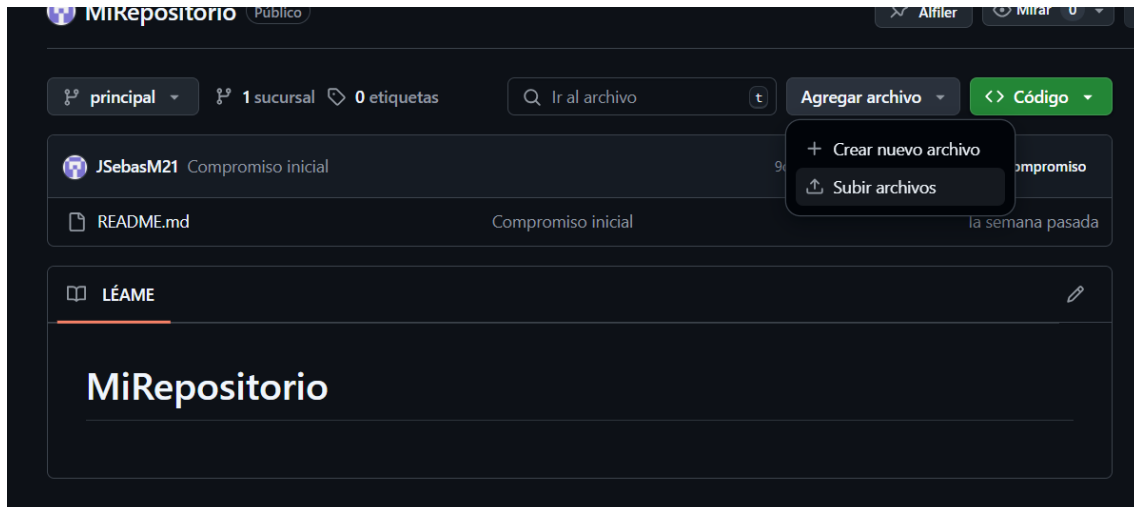 MiRepositorio Público
Alfiler
Mirar 0
principal
1 sucursal
0 etiquetas
Ir al archivo
t
Agregar archivo
Código
Crear nuevo archivo
Subir archivos
JSebasM21 Compromiso inicial
README.md
Compromiso inicial
la semana pasada
LÉAME
MiRepositorio